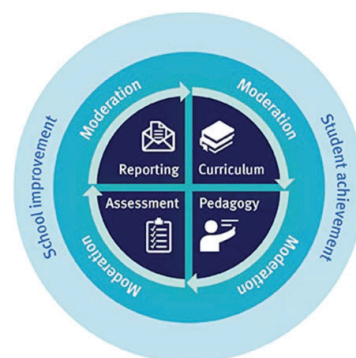 Moderation
Moderation
School improvement
Student achievement
Reporting
Curriculum
Assessment
Pedagogy
Moderation
Moderation